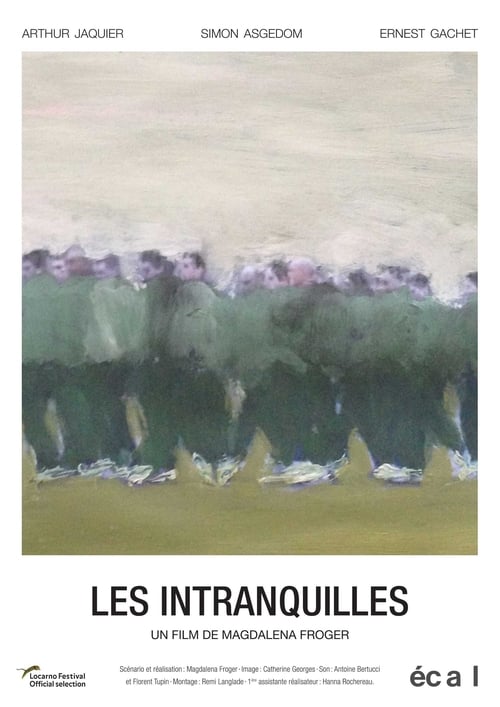 ARTHUR JAQUIER SIMON ASGEDOM ERNEST GACHET
LES INTRANQUILLES
UN FILM DE MAGDALENA FROGER
Locarno Festival
Official selection
Scénario et réalisation : Magdalena Froger · Image : Catherine Georges · Son : Antoine Bertucci
et Florent Tupin · Montage : Remi Langlade · 1ère assistante réalisateur : Hanna Rochereau.
écal